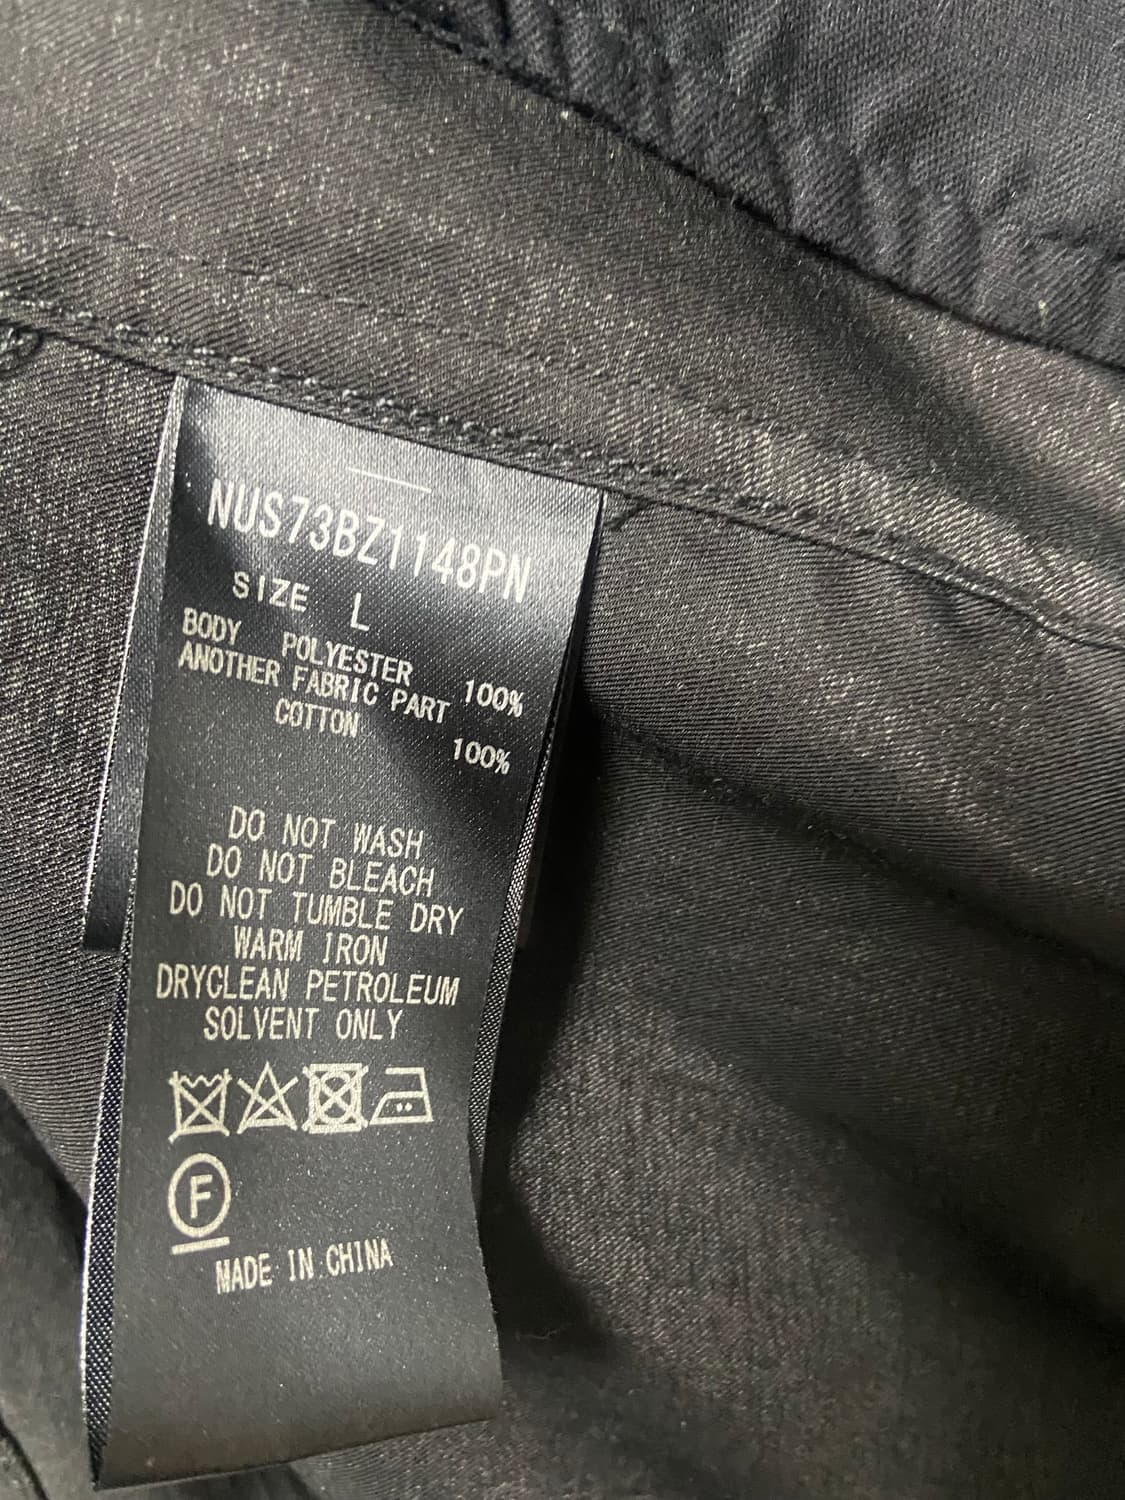 NUS73BZ1148PN
SIZE L
BODY POLYESTER 100%
ANOTHER FABRIC PART
COTTON 100%
DO NOT WASH
DO NOT BLEACH
DO NOT TUMBLE DRY
WARM IRON
DRYCLEAN PETROLEUM
SOLVENT ONLY
F
MADE IN CHINA